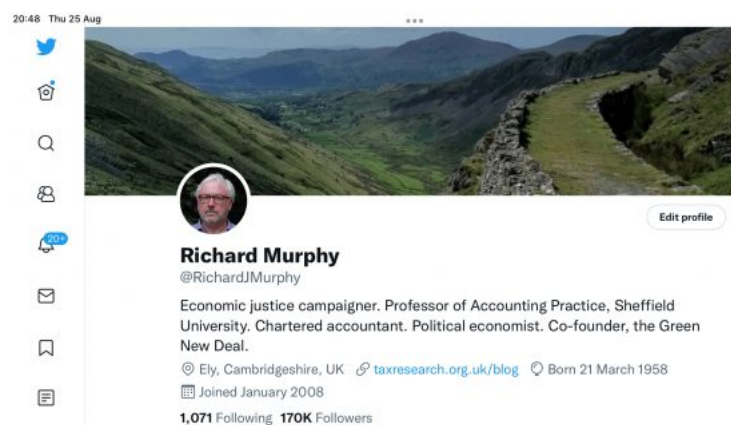 20:48 Thu 25 Aug
20+
Edit profile
Richard Murphy
@RichardJMurphy
Economic justice campaigner. Professor of Accounting Practice, Sheffield
University. Chartered accountant. Political economist. Co-founder, the Green
New Deal.
Ely, Cambridgeshire, UK taxresearch.org.uk/blog Born 21 March 1958
Joined January 2008
1,071 Following 170K Followers